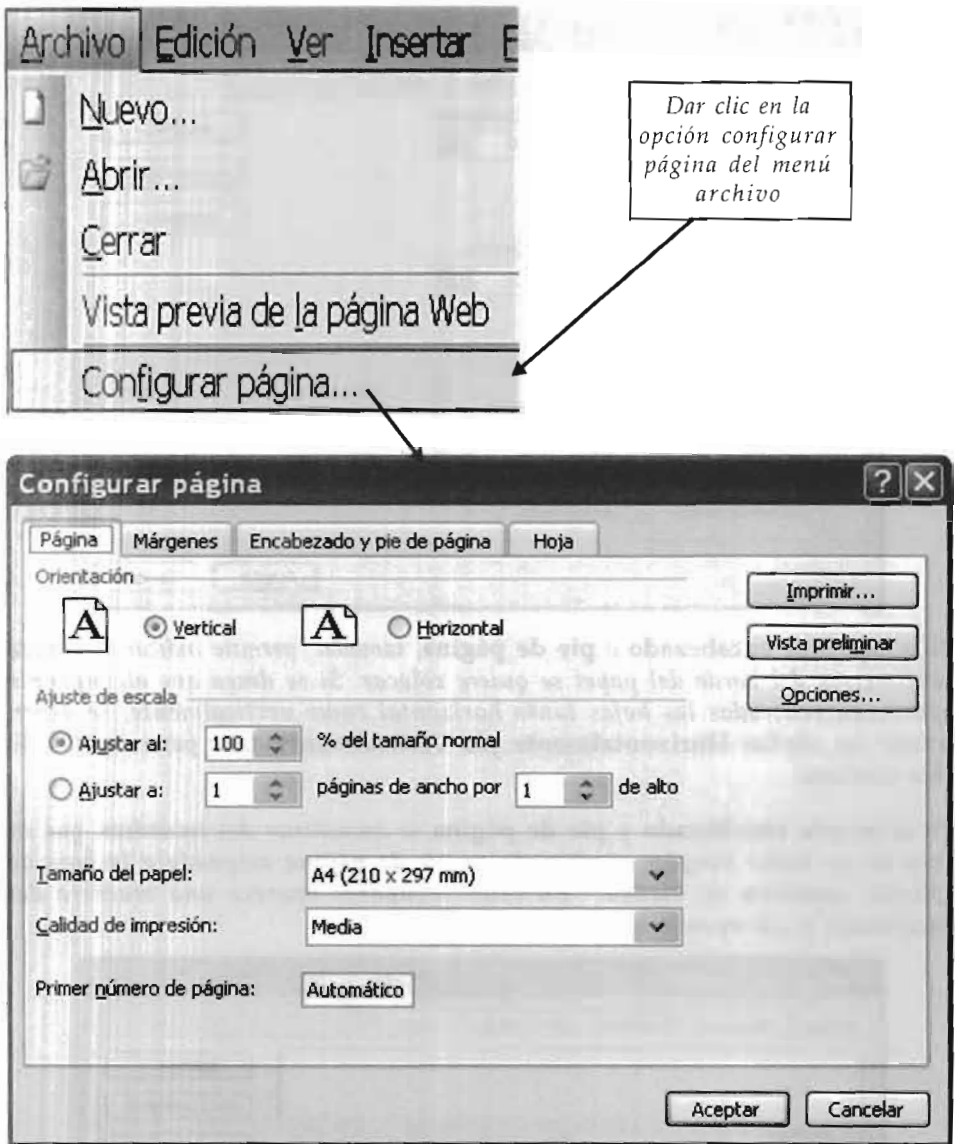 Archivo Edición Ver Insertar
Nuevo...
Abrir...
Cerrar
Vista previa de la página Web
Configurar página...
Dar clic en la
opción configurar
página del menú
archivo
Configurar página
Página Márgenes Encabezado y pie de página Hoja
Orientación
A Vertical A Horizontal
Imprimir...
Vista preliminar
Opciones...
Ajuste de escala
Ajustar al: 100 % del tamaño normal
Ajustar a: 1 páginas de ancho por 1 de alto
Tamaño del papel: A4 (210 x 297 mm)
Calidad de impresión: Media
Primer número de página: Automático
Aceptar Cancelar